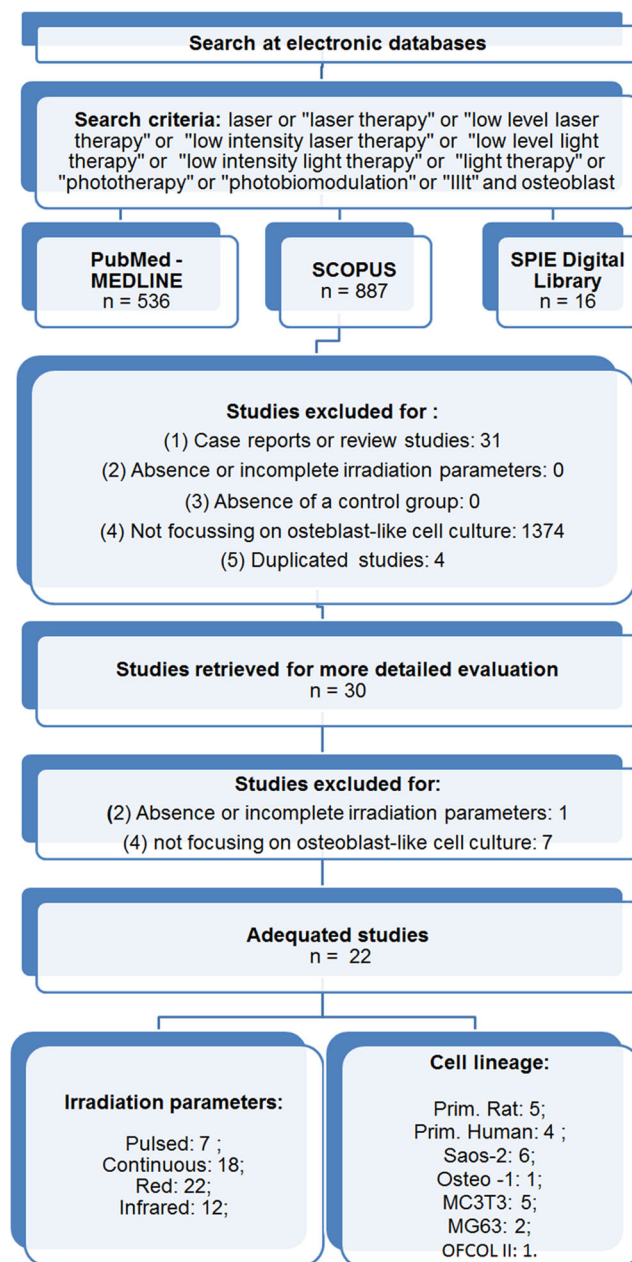 Search at electronic databases
Search criteria: laser or "laser therapy" or "low level laser
therapy" or "low intensity laser therapy" or "low level light
therapy" or "low intensity light therapy" or "light therapy" or
"phototherapy" or "photobiomodulation" or "lllt" and osteoblast
PubMed -
MEDLINE
n = 536
SCOPUS
n = 887
SPIE Digital
Library
n = 16
Studies excluded for :
(1) Case reports or review studies: 31
(2) Absence or incomplete irradiation parameters: 0
(3) Absence of a control group: 0
(4) Not focussing on osteblast-like cell culture: 1374
(5) Duplicated studies: 4
Studies retrieved for more detailed evaluation
n = 30
Studies excluded for:
(2) Absence or incomplete irradiation parameters: 1
(4) not focusing on osteoblast-like cell culture: 7
Adequated studies
n = 22
Irradiation parameters:
Pulsed: 7 ;
Continuous: 18;
Red: 22;
Infrared: 12;
Cell lineage:
Prim. Rat: 5;
Prim. Human: 4 ;
Saos-2: 6;
Osteo -1: 1;
MC3T3: 5;
MG63: 2;
OFCOL II: 1.